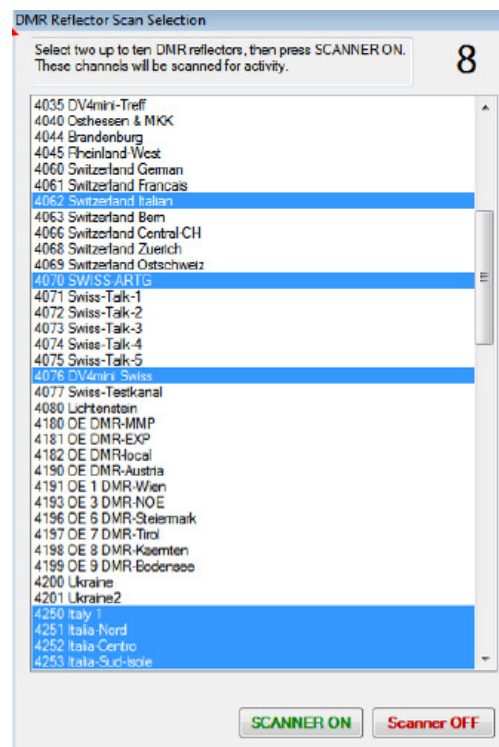 DMR Reflector Scan Selection
Select two up to ten DMR reflectors, then press SCANNER ON.
These channels will be scanned for activity.
8
4035 DV4mini-Treff
4040 Osthessen & MKK
4044 Brandenburg
4045 Rheinland-West
4060 Switzerland German
4061 Switzerland Francais
4062 Switzerland Italian
4063 Switzerland Bern
4066 Switzerland Central-CH
4068 Switzerland Zuerich
4069 Switzerland Ostschweiz
4070 SWISS-ARTG
4071 Swiss-Talk-1
4072 Swiss-Talk-2
4073 Swiss-Talk-3
4074 Swiss-Talk-4
4075 Swiss-Talk-5
4076 DV4mini Swiss
4077 Swiss-Testkanal
4080 Lichtenstein
4180 OE DMR-MMP
4181 OE DMR-EXP
4182 OE DMR-local
4190 OE DMR-Austria
4191 OE 1 DMR-Wien
4193 OE 3 DMR-NOE
4196 OE 6 DMR-Steiermark
4197 OE 7 DMR-Tirol
4198 OE 8 DMR-Kaernten
4199 OE 9 DMR-Bodensee
4200 Ukraine
4201 Ukraine2
4250 Italy 1
4251 Italia-Nord
4252 Italia-Centro
4253 Italia-Sud-Isole
SCANNER ON
Scanner OFF